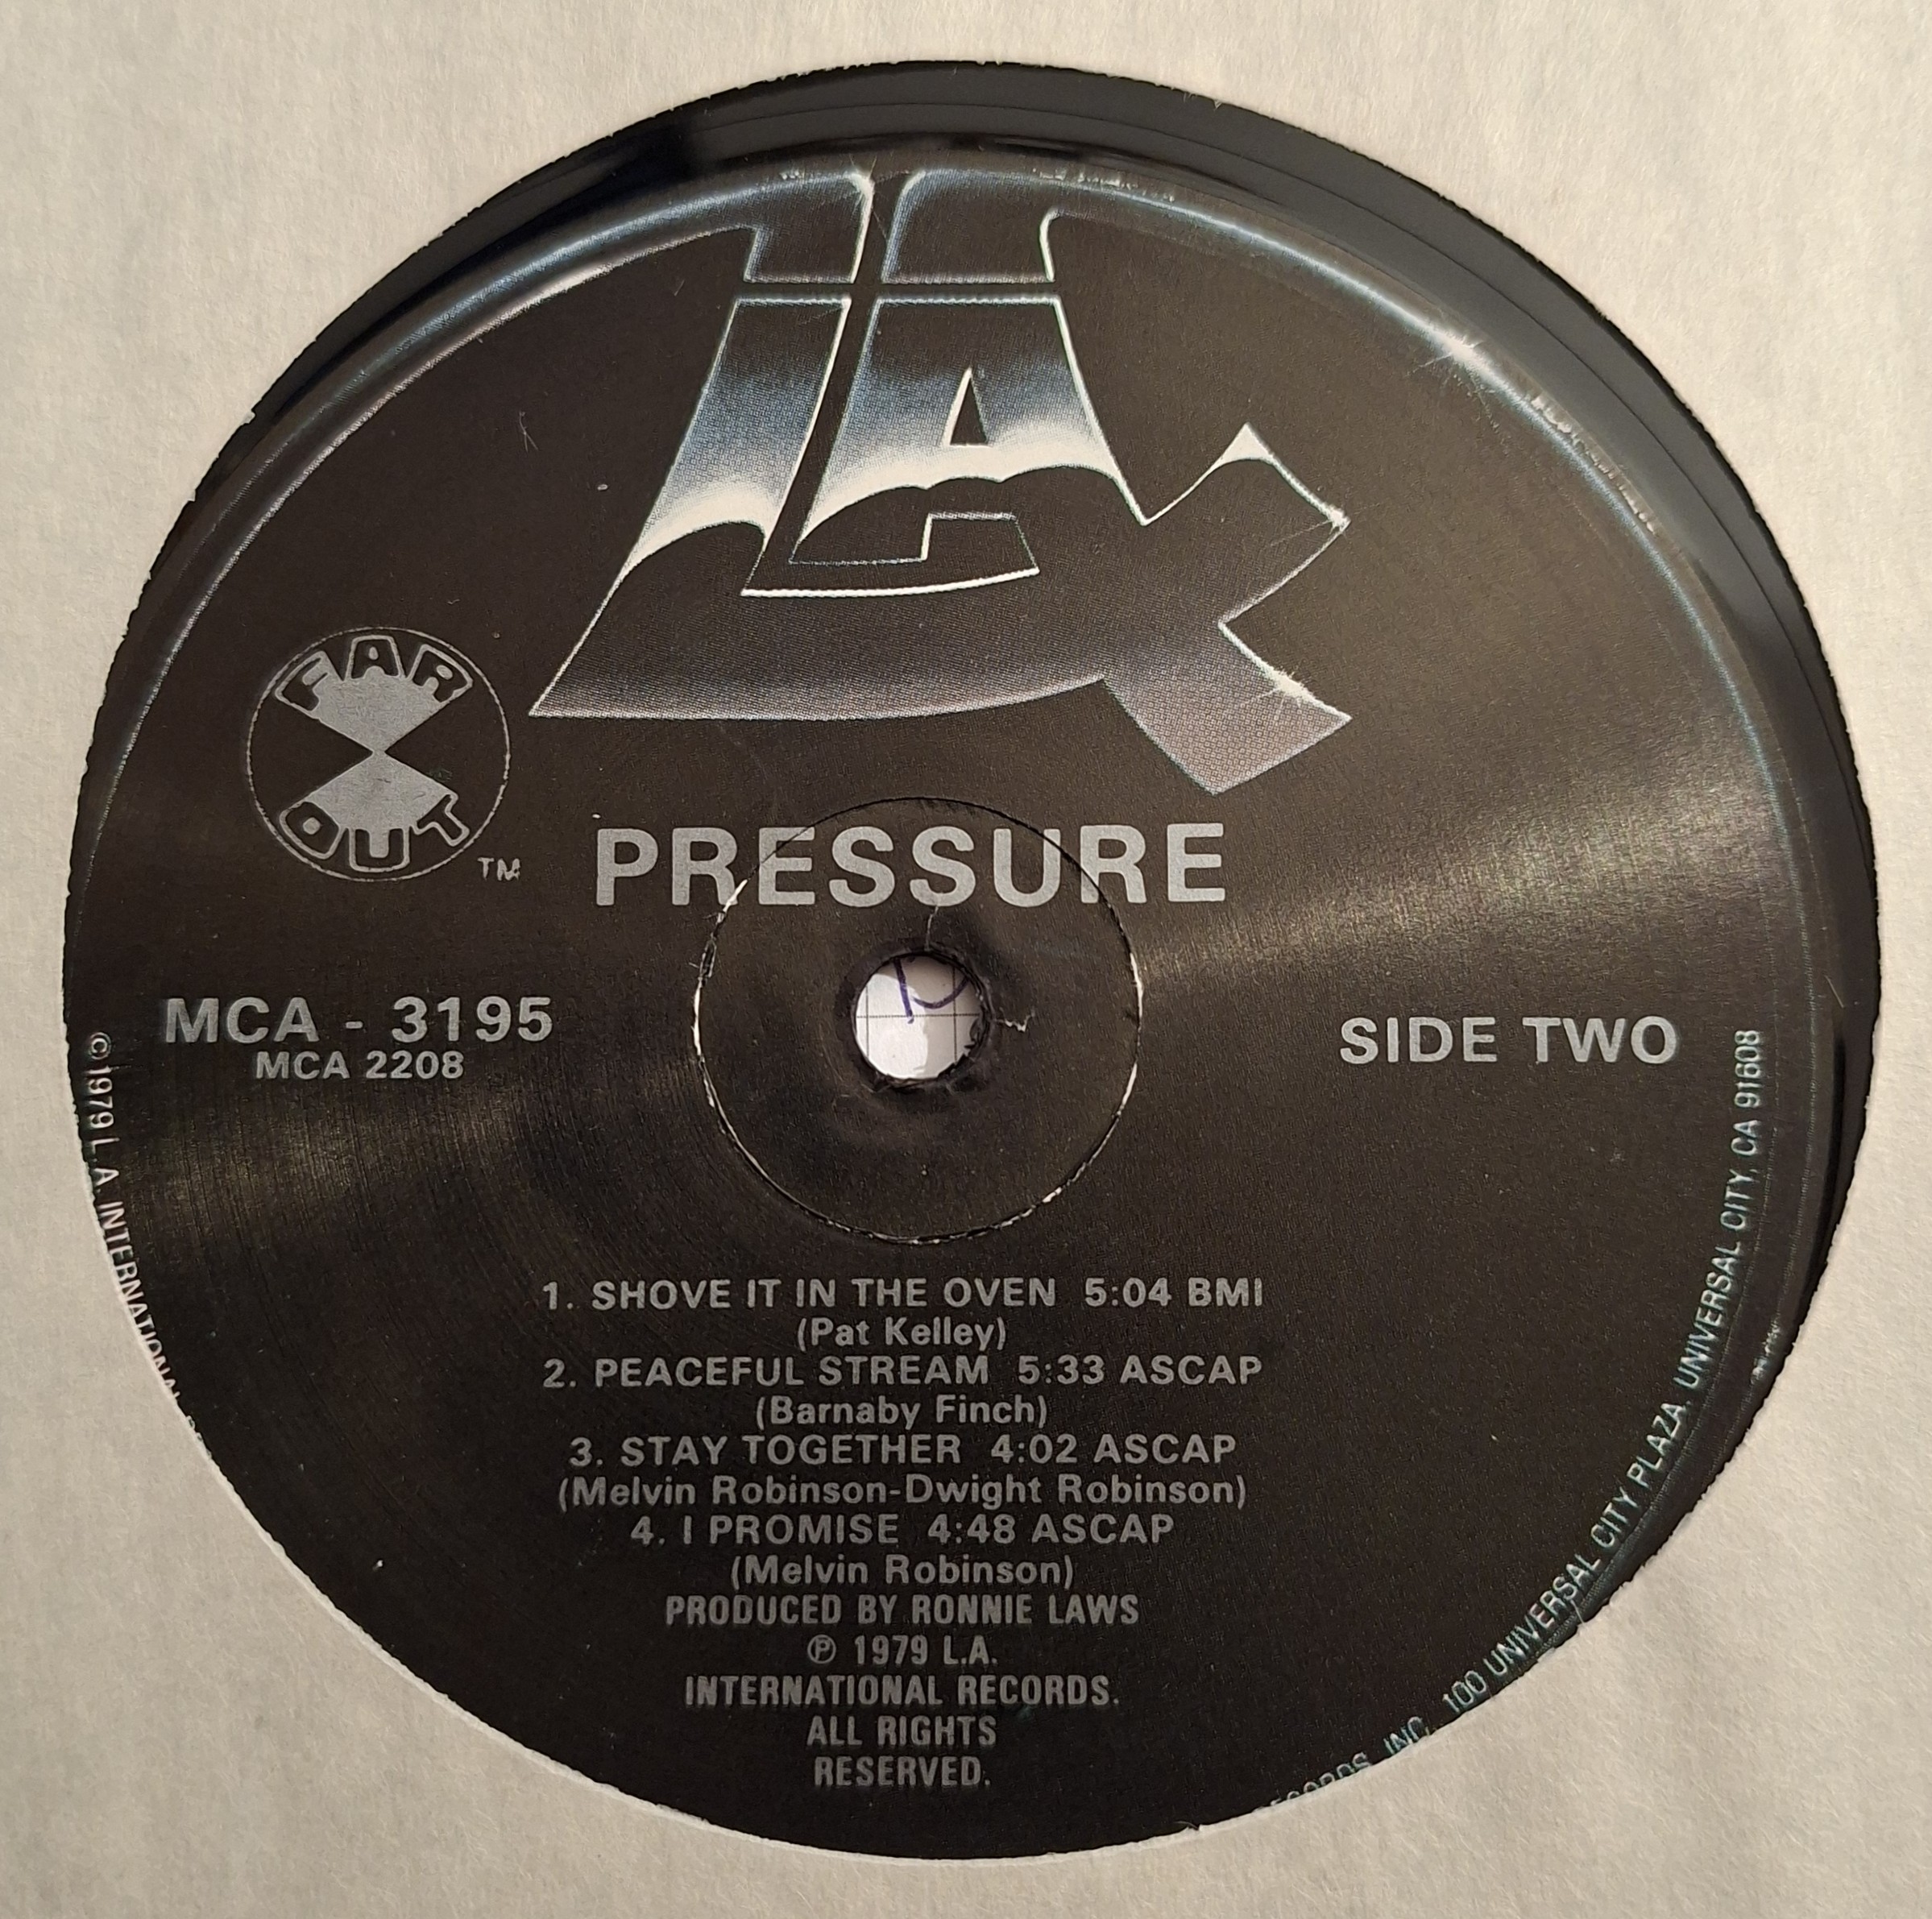 LAX
FAR
OUT
TM
PRESSURE
MCA - 3195
MCA 2208
SIDE TWO
1. SHOVE IT IN THE OVEN 5:04 BMI
(Pat Kelley)
2. PEACEFUL STREAM 5:33 ASCAP
(Barnaby Finch)
3. STAY TOGETHER 4:02 ASCAP
(Melvin Robinson-Dwight Robinson)
4. I PROMISE 4:48 ASCAP
(Melvin Robinson)
PRODUCED BY RONNIE LAWS
℗ 1979 L.A.
INTERNATIONAL RECORDS.
ALL RIGHTS
RESERVED.
©1979 L.A. INTERNATIONAL
INC. 100 UNIVERSAL CITY PLAZA, UNIVERSAL CITY, CA 91608